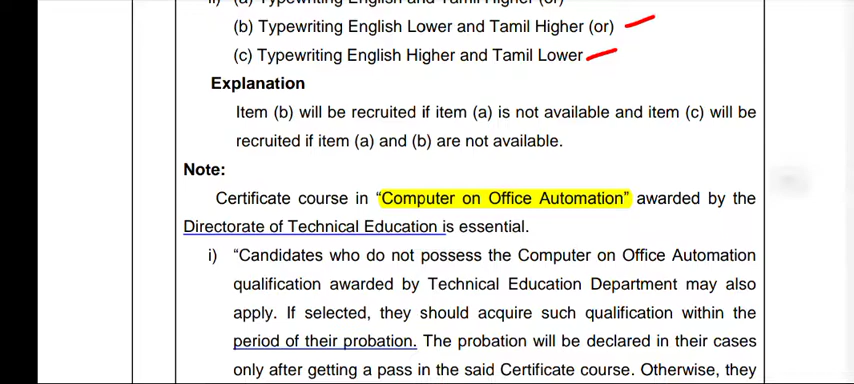 (b) Typewriting English Lower and Tamil Higher (or)
(c) Typewriting English Higher and Tamil Lower
Explanation
Item (b) will be recruited if item (a) is not available and item (c) will be
recruited if item (a) and (b) are not available.
Note:
Certificate course in “Computer on Office Automation” awarded by the
Directorate of Technical Education is essential.
i) “Candidates who do not possess the Computer on Office Automation
qualification awarded by Technical Education Department may also
apply. If selected, they should acquire such qualification within the
period of their probation. The probation will be declared in their cases
only after getting a pass in the said Certificate course. Otherwise, they